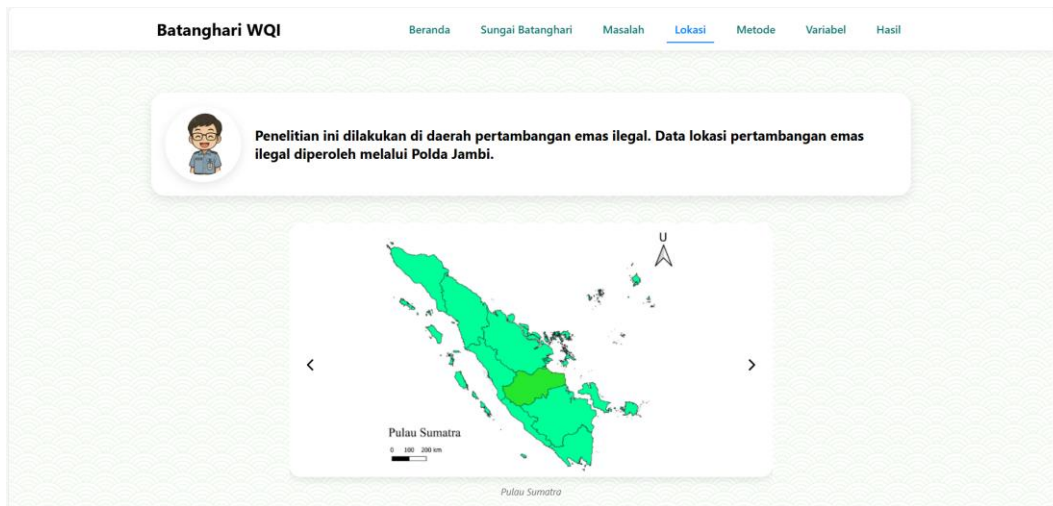 Batanghari WQI
Beranda
Sungai Batanghari
Masalah
Lokasi
Metode
Variabel
Hasil
Penelitian ini dilakukan di daerah pertambangan emas ilegal. Data lokasi pertambangan emas
ilegal diperoleh melalui Polda Jambi.
U
Pulau Sumatra
0 100 200 km
Pulau Sumatra